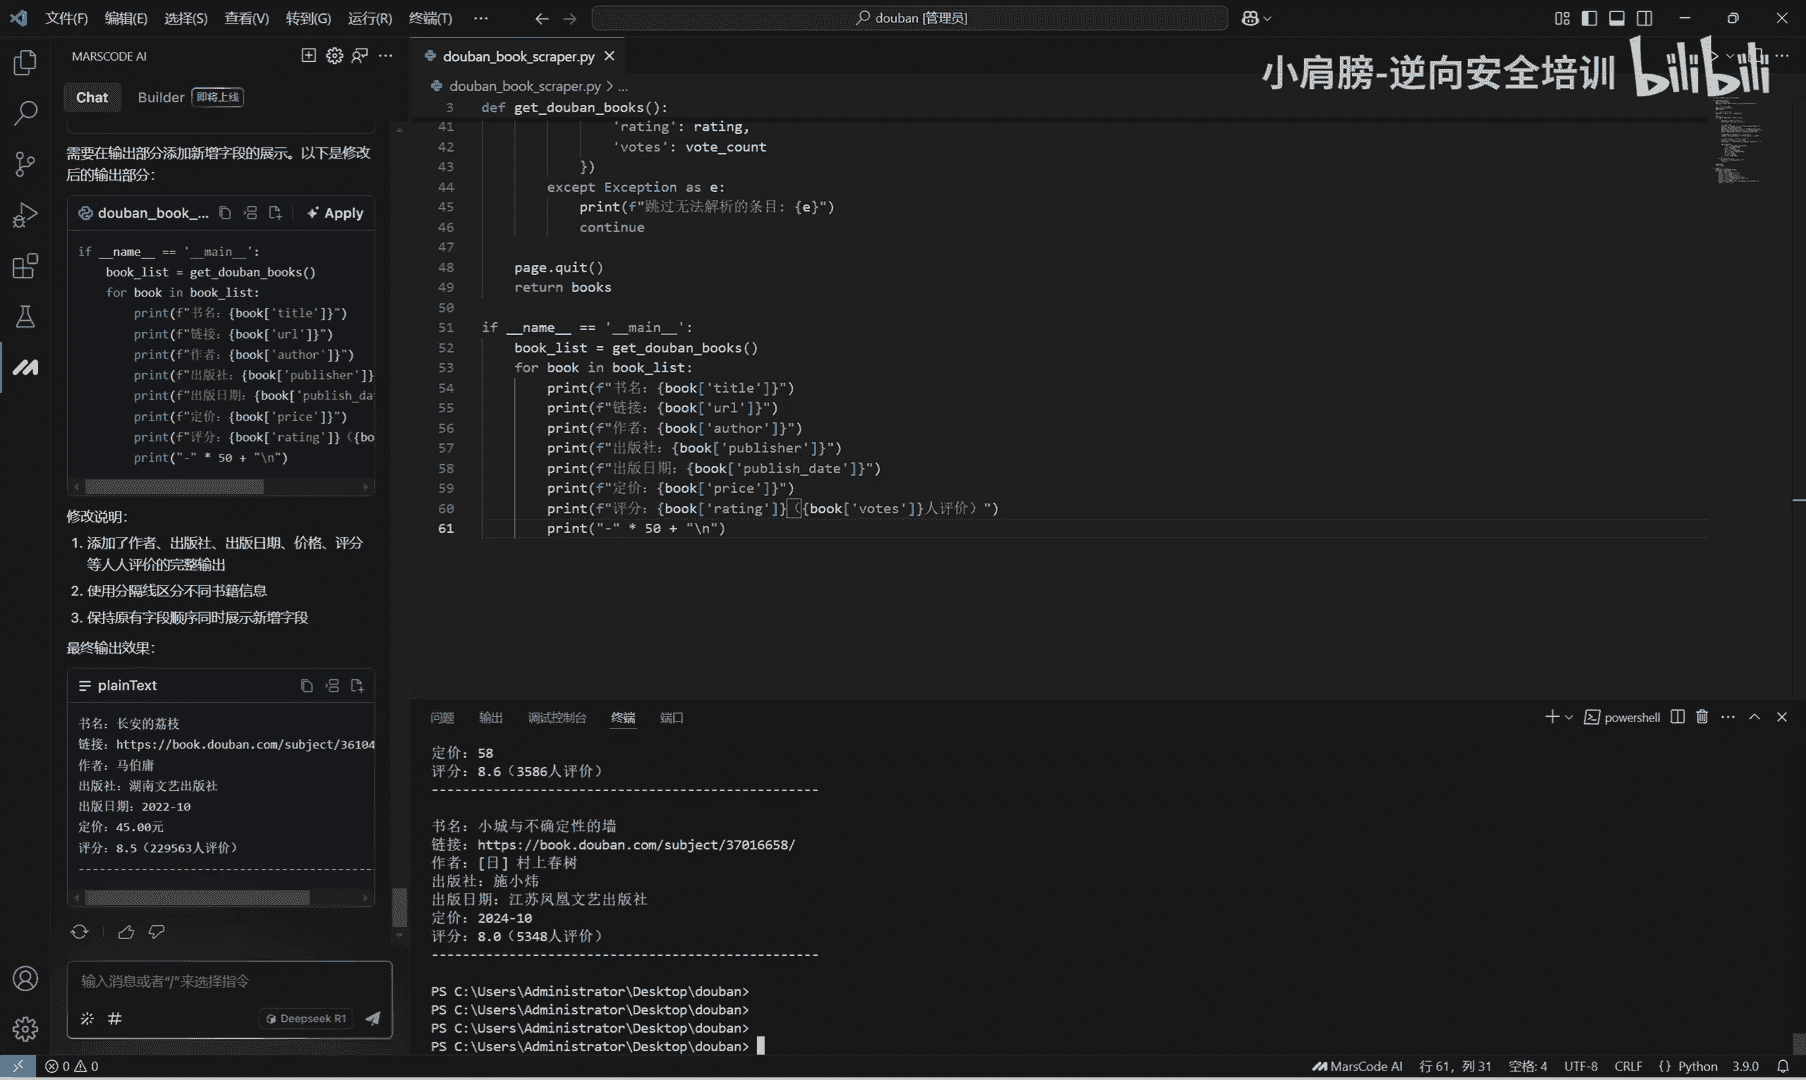 文件(F) 编辑(E) 选择(S) 查看(V) 转到(G) 运行(R) 终端(T) ··· douban [管理员]
小肩膀-逆向安全培训 bilibili
MARSCODE AI
Chat Builder 即将上线
需要在输出部分添加新增字段的展示。以下是修改
后的输出部分：
douban_book_... Apply
if __name__ == '__main__':
book_list = get_douban_books()
for book in book_list:
print(f"书名：{book['title']}")
print(f"链接：{book['url']}")
print(f"作者：{book['author']}")
print(f"出版社：{book['publisher']}
print(f"出版日期：{book['publish_da
print(f"定价：{book['price']}")
print(f"评分：{book['rating']}（{bo
print("-" * 50 + "\n")
修改说明：
1. 添加了作者、出版社、出版日期、价格、评分
等人人评价的完整输出
2. 使用分隔线区分不同书籍信息
3. 保持原有字段顺序同时展示新增字段
最终输出效果：
plainText
书名：长安的荔枝
链接：https://book.douban.com/subject/36104
作者：马伯庸
出版社：湖南文艺出版社
出版日期：2022-10
定价：45.00元
评分：8.5（229563人评价）
----------------------------------------
输入消息或者“/”来选择指令
Deepseek R1
douban_book_scraper.py
douban_book_scraper.py > ...
3 def get_douban_books():
41 'rating': rating,
42 'votes': vote_count
43 })
44 except Exception as e:
45 print(f"跳过无法解析的条目：{e}")
46 continue
47
48 page.quit()
49 return books
50
51 if __name__ == '__main__':
52 book_list = get_douban_books()
53 for book in book_list:
54 print(f"书名：{book['title']}")
55 print(f"链接：{book['url']}")
56 print(f"作者：{book['author']}")
57 print(f"出版社：{book['publisher']}")
58 print(f"出版日期：{book['publish_date']}")
59 print(f"定价：{book['price']}")
60 print(f"评分：{book['rating']}（{book['votes']}人评价）")
61 print("-" * 50 + "\n")
问题 输出 调试控制台 终端 端口 powershell
定价：58
评分：8.6（3586人评价）
--------------------------------------------------
书名：小城与不确定性的墙
链接：https://book.douban.com/subject/37016658/
作者：[日] 村上春树
出版社：施小炜
出版日期：江苏凤凰文艺出版社
定价：2024-10
评分：8.0（5348人评价）
--------------------------------------------------
PS C:\Users\Administrator\Desktop\douban>
PS C:\Users\Administrator\Desktop\douban>
PS C:\Users\Administrator\Desktop\douban>
PS C:\Users\Administrator\Desktop\douban>
0 0 MarsCode AI 行 61，列 31 空格: 4 UTF-8 CRLF {} Python 3.9.0